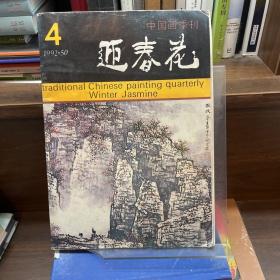 中国画季刊
4
1992·50
迎春花
traditional Chinese painting quarterly
Winter Jasmine